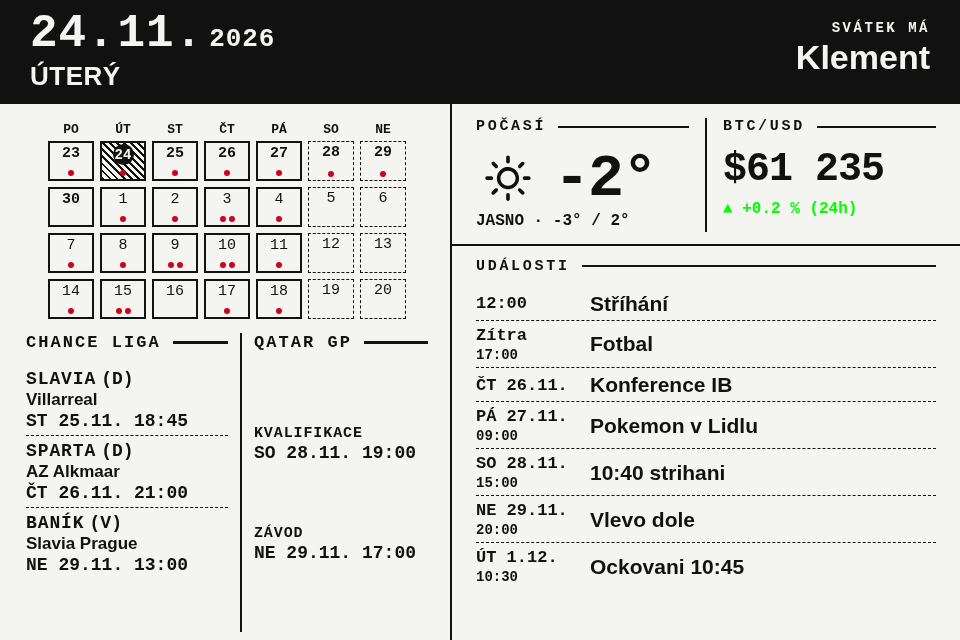 24.11. 2026
ÚTERÝ
SVÁTEK MÁ
Klement
PO ÚT ST ČT PÁ SO NE
23 24 25 26 27 28 29
30 1 2 3 4 5 6
7 8 9 10 11 12 13
14 15 16 17 18 19 20
CHANCE LIGA
SLAVIA (D)
Villarreal
ST 25.11. 18:45
SPARTA (D)
AZ Alkmaar
ČT 26.11. 21:00
BANÍK (V)
Slavia Prague
NE 29.11. 13:00
QATAR GP
KVALIFIKACE
SO 28.11. 19:00
ZÁVOD
NE 29.11. 17:00
POČASÍ
-2°
JASNO · -3° / 2°
BTC/USD
$61 235
▲ +0.2 % (24h)
UDÁLOSTI
12:00 Stříhání
Zítra
17:00 Fotbal
ČT 26.11. Konference IB
PÁ 27.11.
09:00 Pokemon v Lidlu
SO 28.11.
15:00 10:40 strihani
NE 29.11.
20:00 Vlevo dole
ÚT 1.12.
10:30 Ockovani 10:45